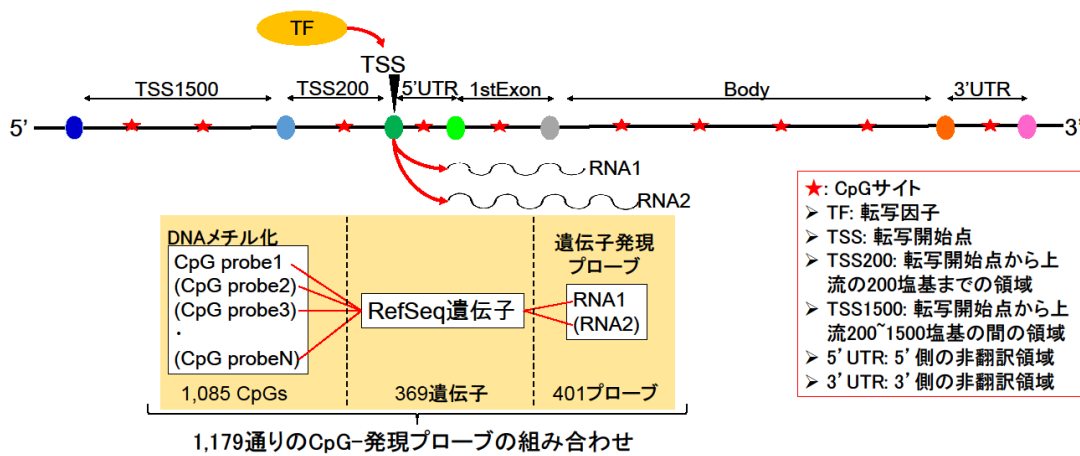 TF
TSS
TSS1500
TSS200
5'UTR
1stExon
Body
3'UTR
5'
3'
RNA1
RNA2
DNAメチル化
CpG probe1
(CpG probe2)
(CpG probe3)
.
(CpG probeN)
1,085 CpGs
RefSeq遺伝子
369遺伝子
遺伝子発現
プローブ
RNA1
(RNA2)
401プローブ
1,179通りのCpG-発現プローブの組み合わせ
★: CpGサイト
➢ TF: 転写因子
➢ TSS: 転写開始点
➢ TSS200: 転写開始点から上
流の200塩基までの領域
➢ TSS1500: 転写開始点から上
流200~1500塩基の間の領域
➢ 5' UTR: 5' 側の非翻訳領域
➢ 3' UTR: 3' 側の非翻訳領域